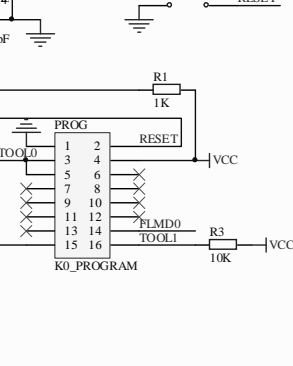 R1
1K
PROG
RESET
TOOL0
VCC
1 2
3 4
5 6
7 8
9 10
11 12
13 14
15 16
FLMD0
TOOL1
R3
10K
VCC
K0_PROGRAM